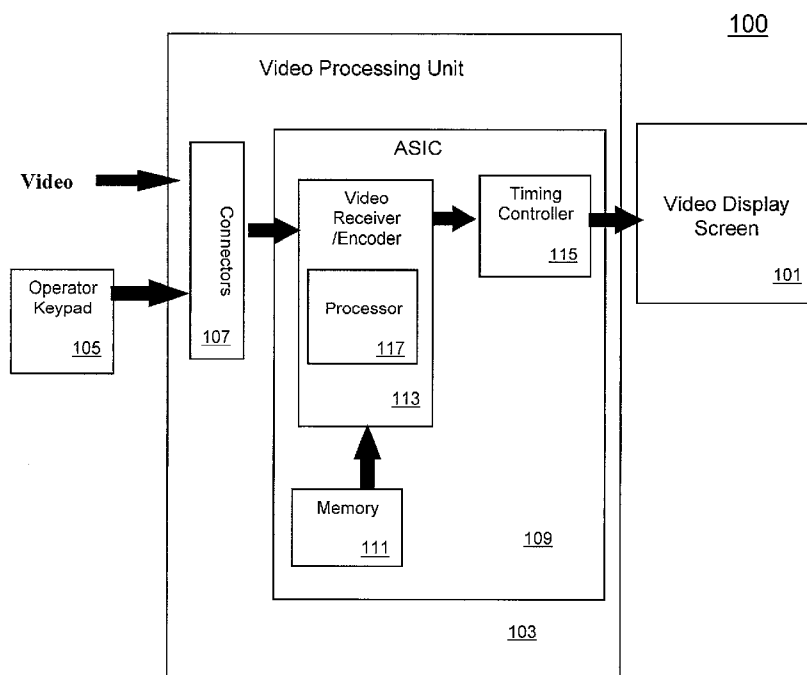 100
Video Processing Unit
ASIC
Video
Connectors
107
Video
Receiver
/Encoder
Processor
117
113
Timing
Controller
115
Video Display
Screen
101
Operator
Keypad
105
Memory
111
109
103